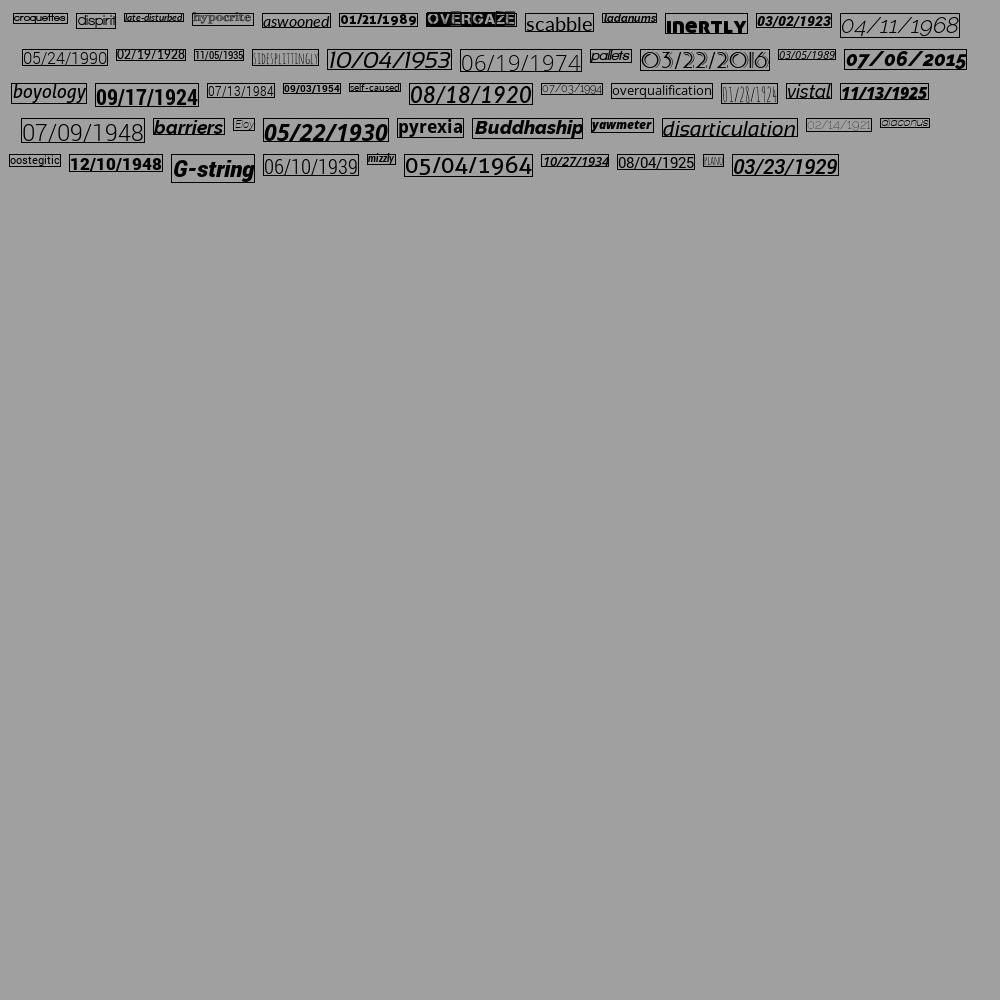 croquettes dispirit late-disturbed hypocrite aswooned 01/21/1989 OVERGAZE scabble ladanums INERTLY 03/02/1923 04/11/1968
05/24/1990 02/19/1928 11/05/1935 SIDESPLITTINGLY 10/04/1953 06/19/1974 pallets 03/22/2016 03/05/1989 07/06/2015
boyology 09/17/1924 07/13/1984 09/03/1954 self-caused 08/18/1920 07/03/1994 overqualification 01/28/1924 vistal 11/13/1925
07/09/1948 barriers Eloy 05/22/1930 pyrexia Buddhaship yawmeter disarticulation 02/14/1921 diaconus
oostegitic 12/10/1948 G-string 06/10/1939 mizzly 05/04/1964 10/27/1934 08/04/1925 03/23/1929